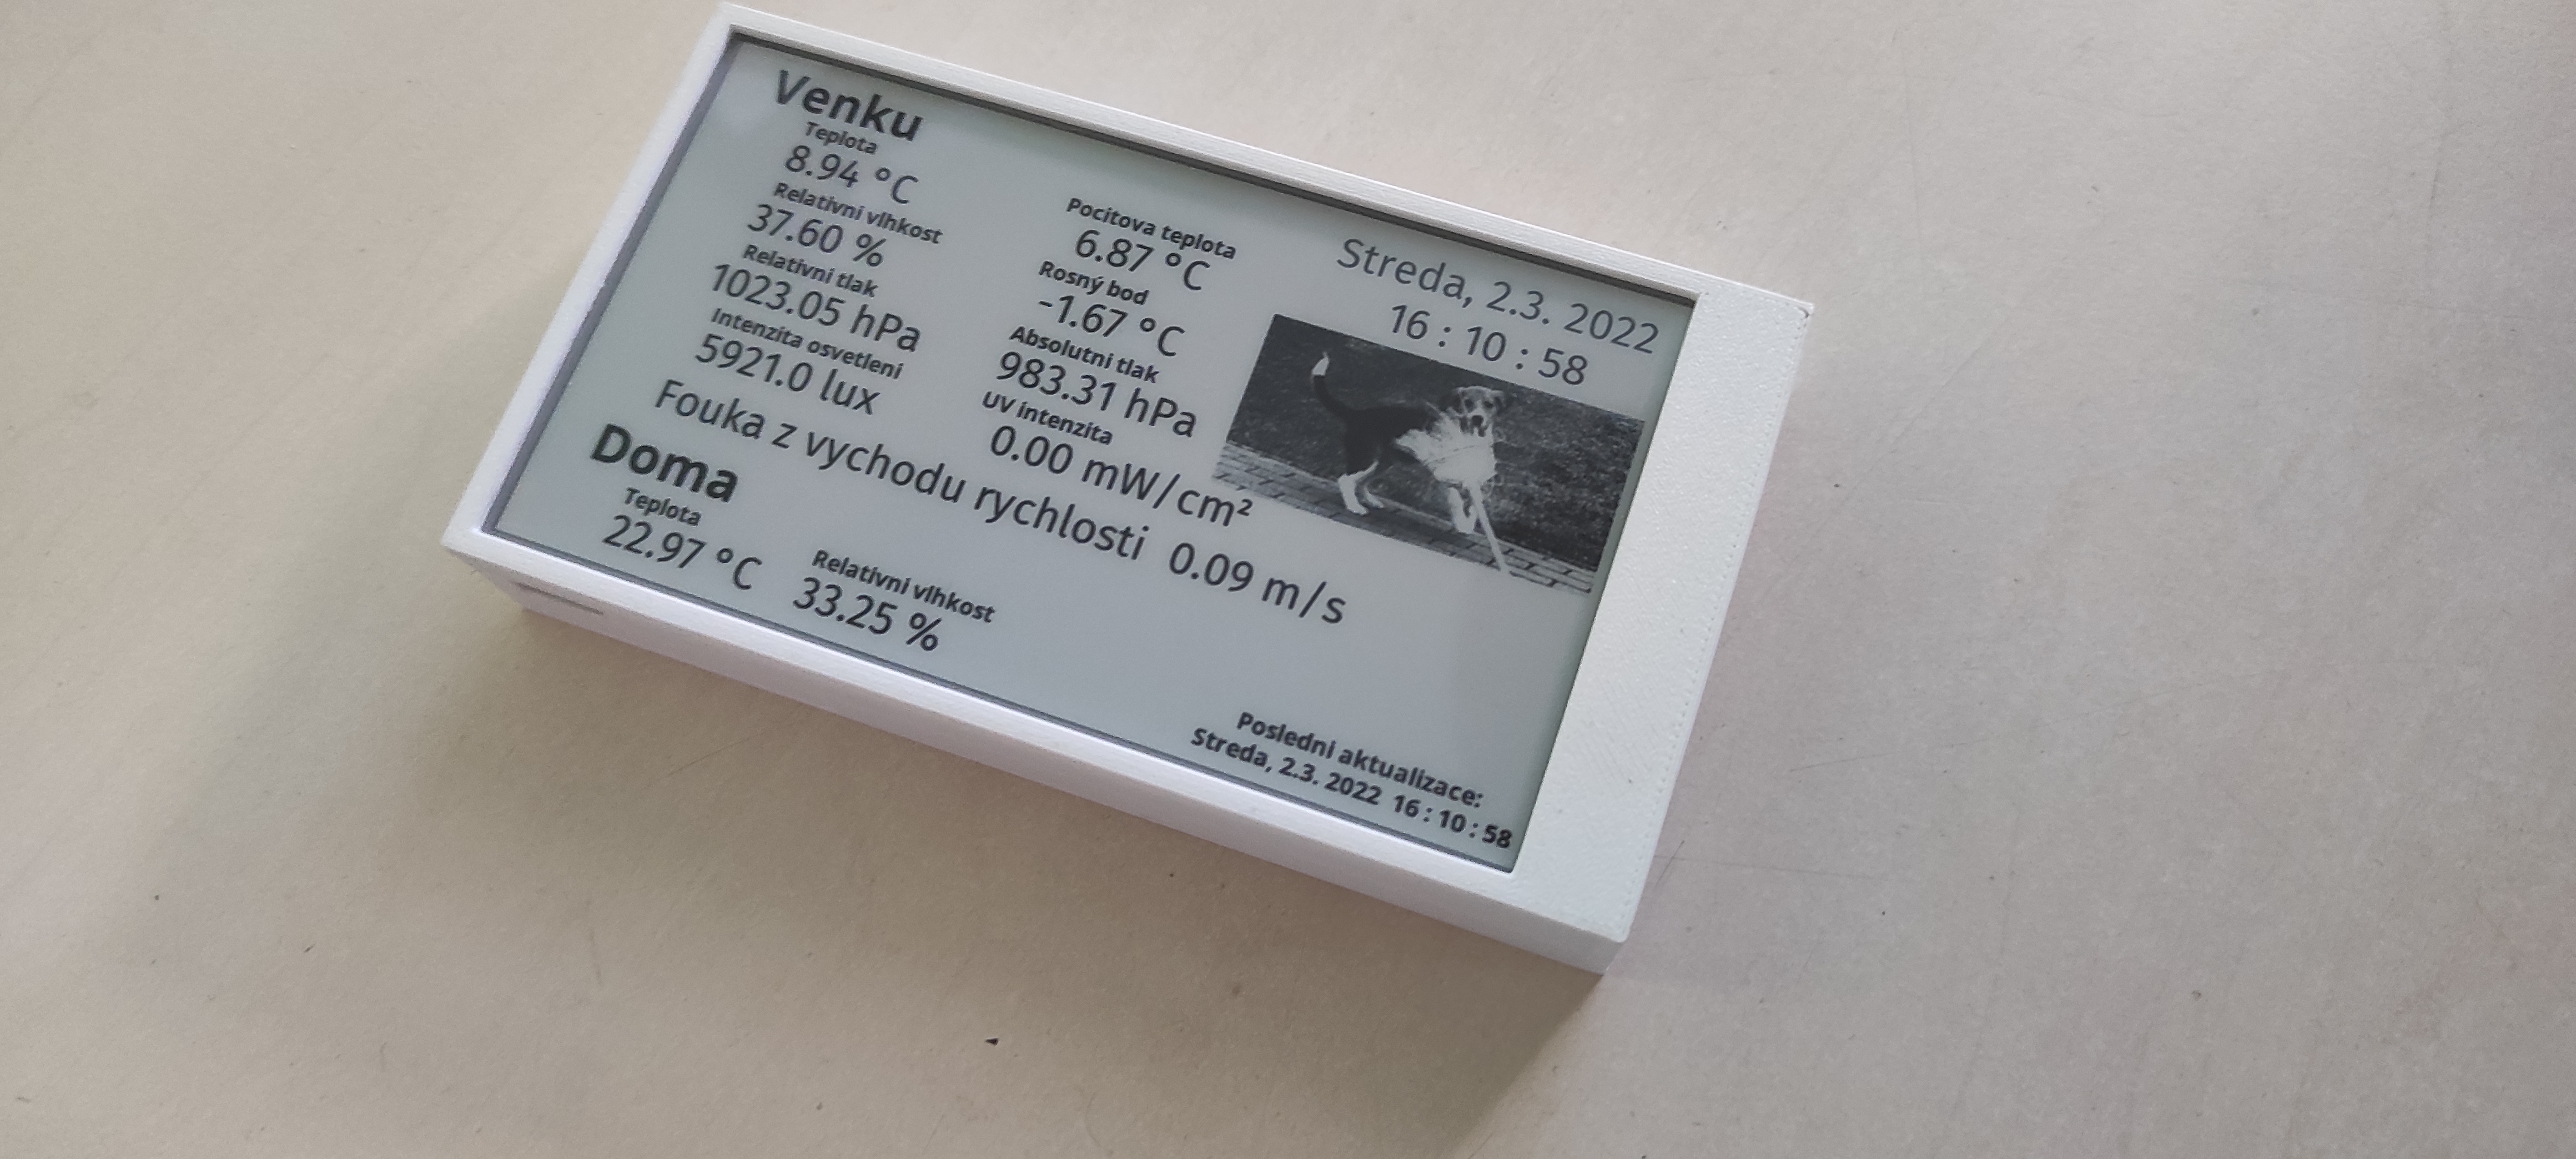 Venku
Teplota
8.94 °C
Relativni vlhkost
37.60 %
Relativni tlak
1023.05 hPa
Intenzita osvetleni
5921.0 lux
Pocitova teplota
6.87 °C
Rosný bod
-1.67 °C
Absolutni tlak
983.31 hPa
UV intenzita
0.00 mW/cm²
Fouka z vychodu rychlosti 0.09 m/s
Streda, 2.3. 2022
16 : 10 : 58
Doma
Teplota
22.97 °C
Relativni vlhkost
33.25 %
Posledni aktualizace:
Streda, 2.3. 2022 16 : 10 : 58